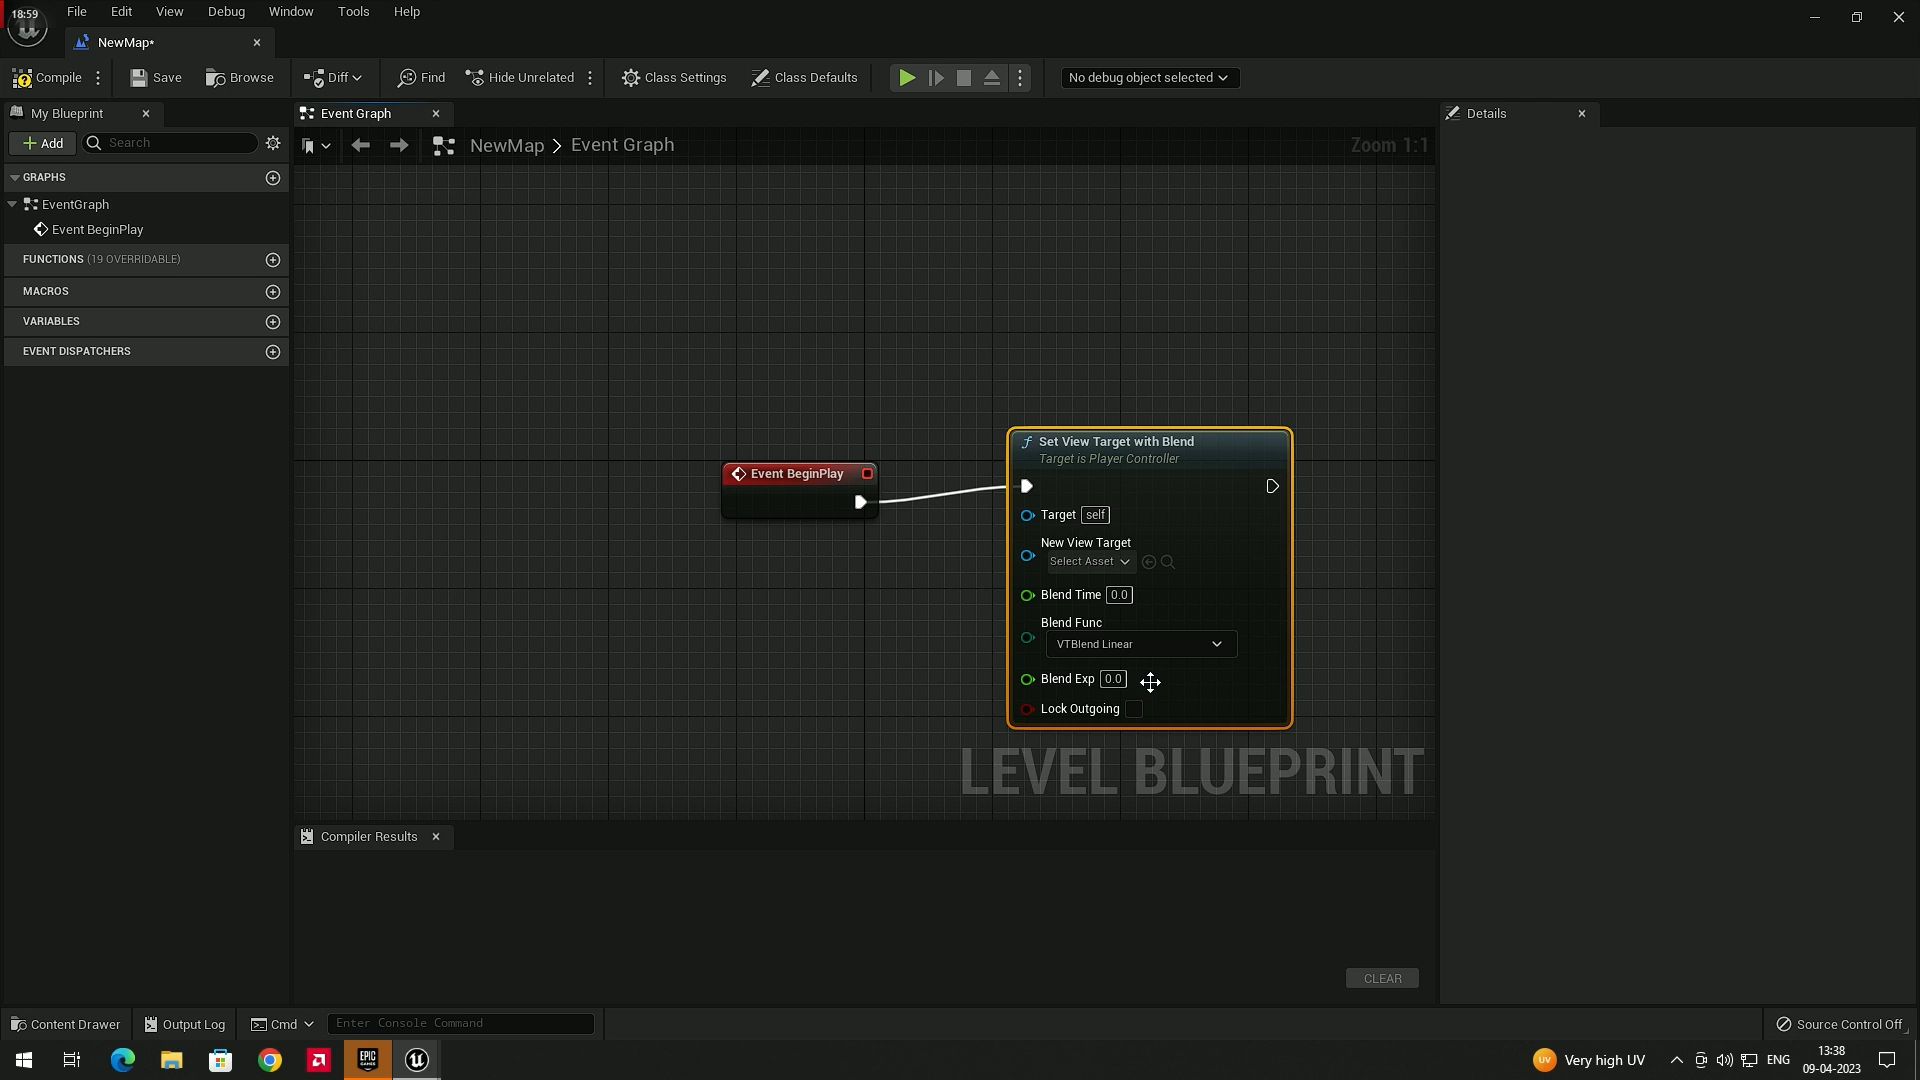 18:59
File Edit View Debug Window Tools Help
NewMap*
Compile Save Browse Diff Find Hide Unrelated Class Settings Class Defaults No debug object selected
My Blueprint
Event Graph
Details
Add Search
NewMap > Event Graph
Zoom 1:1
GRAPHS
EventGraph
Event BeginPlay
FUNCTIONS (19 OVERRIDABLE)
MACROS
VARIABLES
EVENT DISPATCHERS
Event BeginPlay
Set View Target with Blend
Target is Player Controller
Target self
New View Target
Select Asset
Blend Time 0.0
Blend Func
VTBlend Linear
Blend Exp 0.0
Lock Outgoing
LEVEL BLUEPRINT
Compiler Results
CLEAR
Content Drawer Output Log Cmd Enter Console Command Source Control Off
EPIC GAMES
UV Very high UV ENG 13:38
09-04-2023